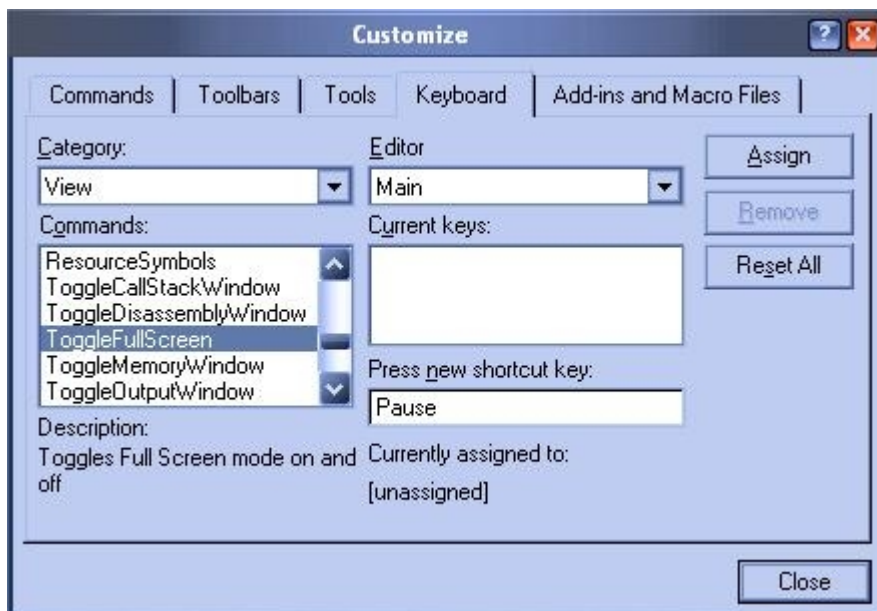 Customize
Commands
Toolbars
Tools
Keyboard
Add-ins and Macro Files
Category:
View
Commands:
ResourceSymbols
ToggleCallStackWindow
ToggleDisassemblyWindow
ToggleFullScreen
ToggleMemoryWindow
ToggleOutputWindow
Description:
Toggles Full Screen mode on and
off
Editor
Main
Current keys:
Press new shortcut key:
Pause
Currently assigned to:
[unassigned]
Assign
Remove
Reset All
Close